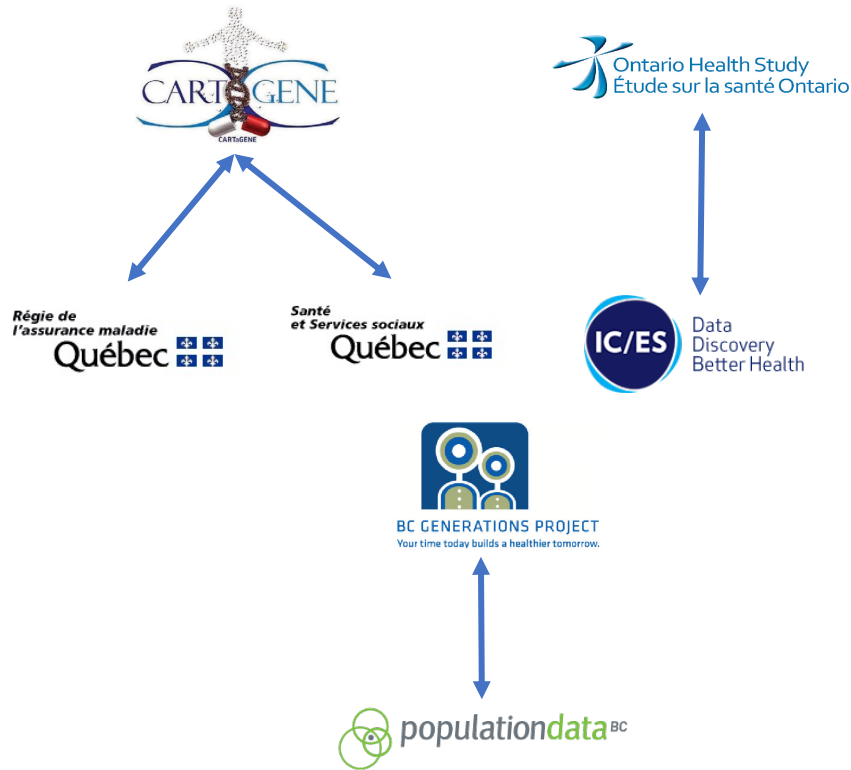 CARTAGENE
CARTaGENE
Ontario Health Study
Étude sur la santé Ontario
Régie de
l'assurance maladie
Québec
Santé
et Services sociaux
Québec
IC/ES
Data
Discovery
Better Health
BC GENERATIONS PROJECT
Your time today builds a healthier tomorrow.
populationdata BC